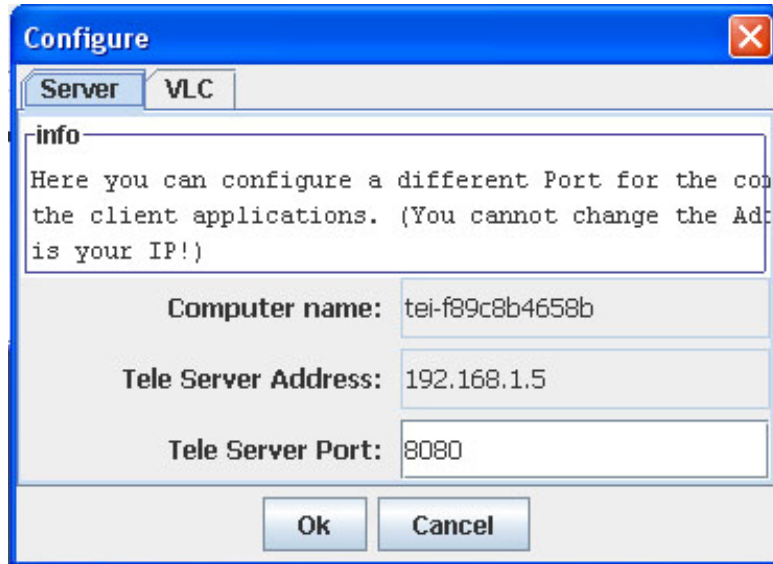 Configure
Server VLC
info
Here you can configure a different Port for the
the client applications. (You cannot change the
is your IP!)
Computer name: tei-f89c8b4658b
Tele Server Address: 192.168.1.5
Tele Server Port: 8080
Ok Cancel